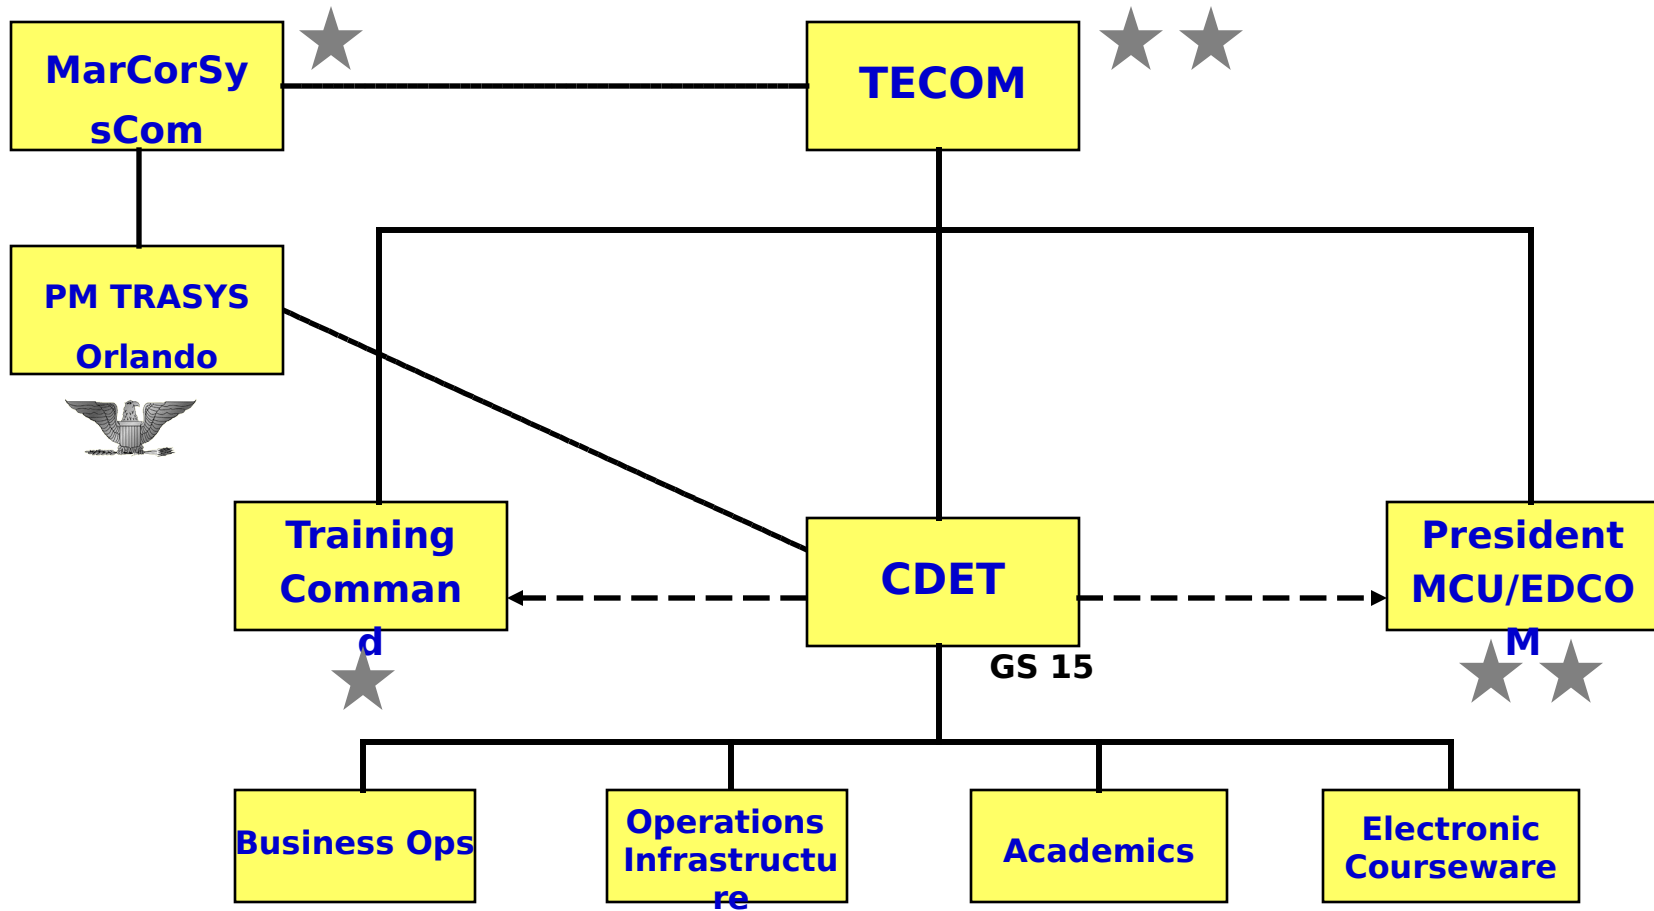 MarCorSy
sCom
TECOM
PM TRASYS
Orlando
Training
Comman
d
CDET
President
MCU/EDCO
M
GS 15
Business Ops
Operations
Infrastructu
re
Academics
Electronic
Courseware